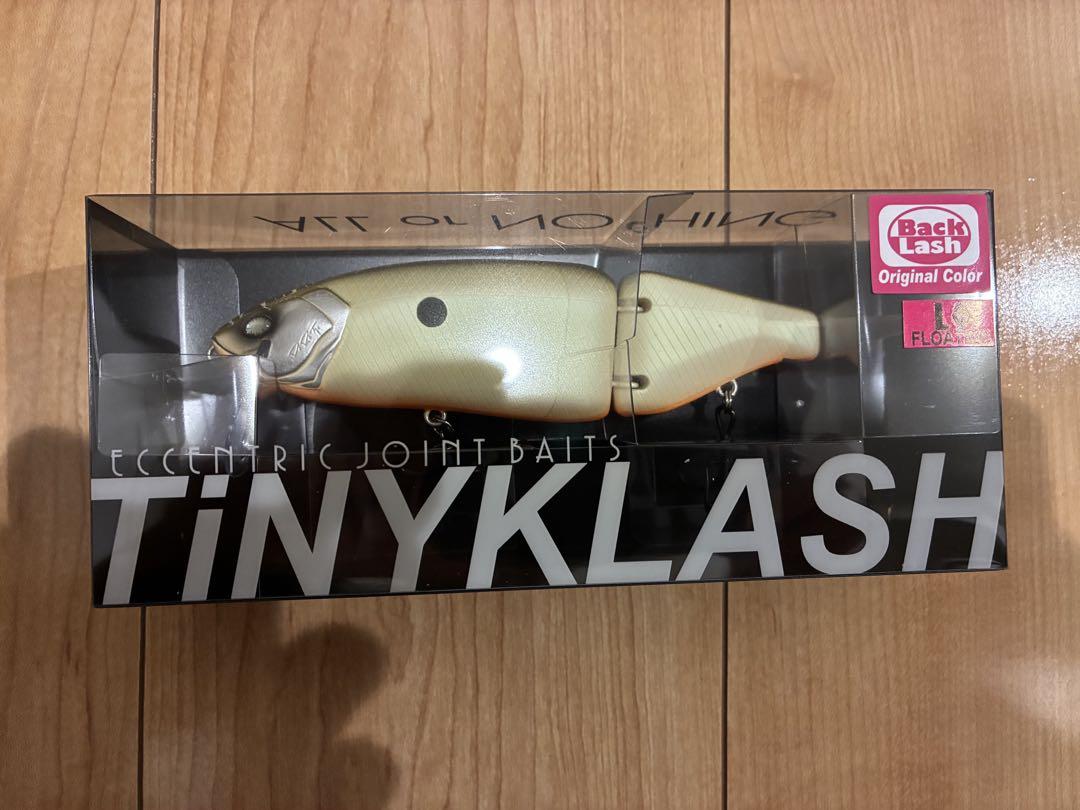 ALL or NOTHING
Back
Lash
Original Color
ECCENTRIC JOINT BAITS
TiNYKLASH